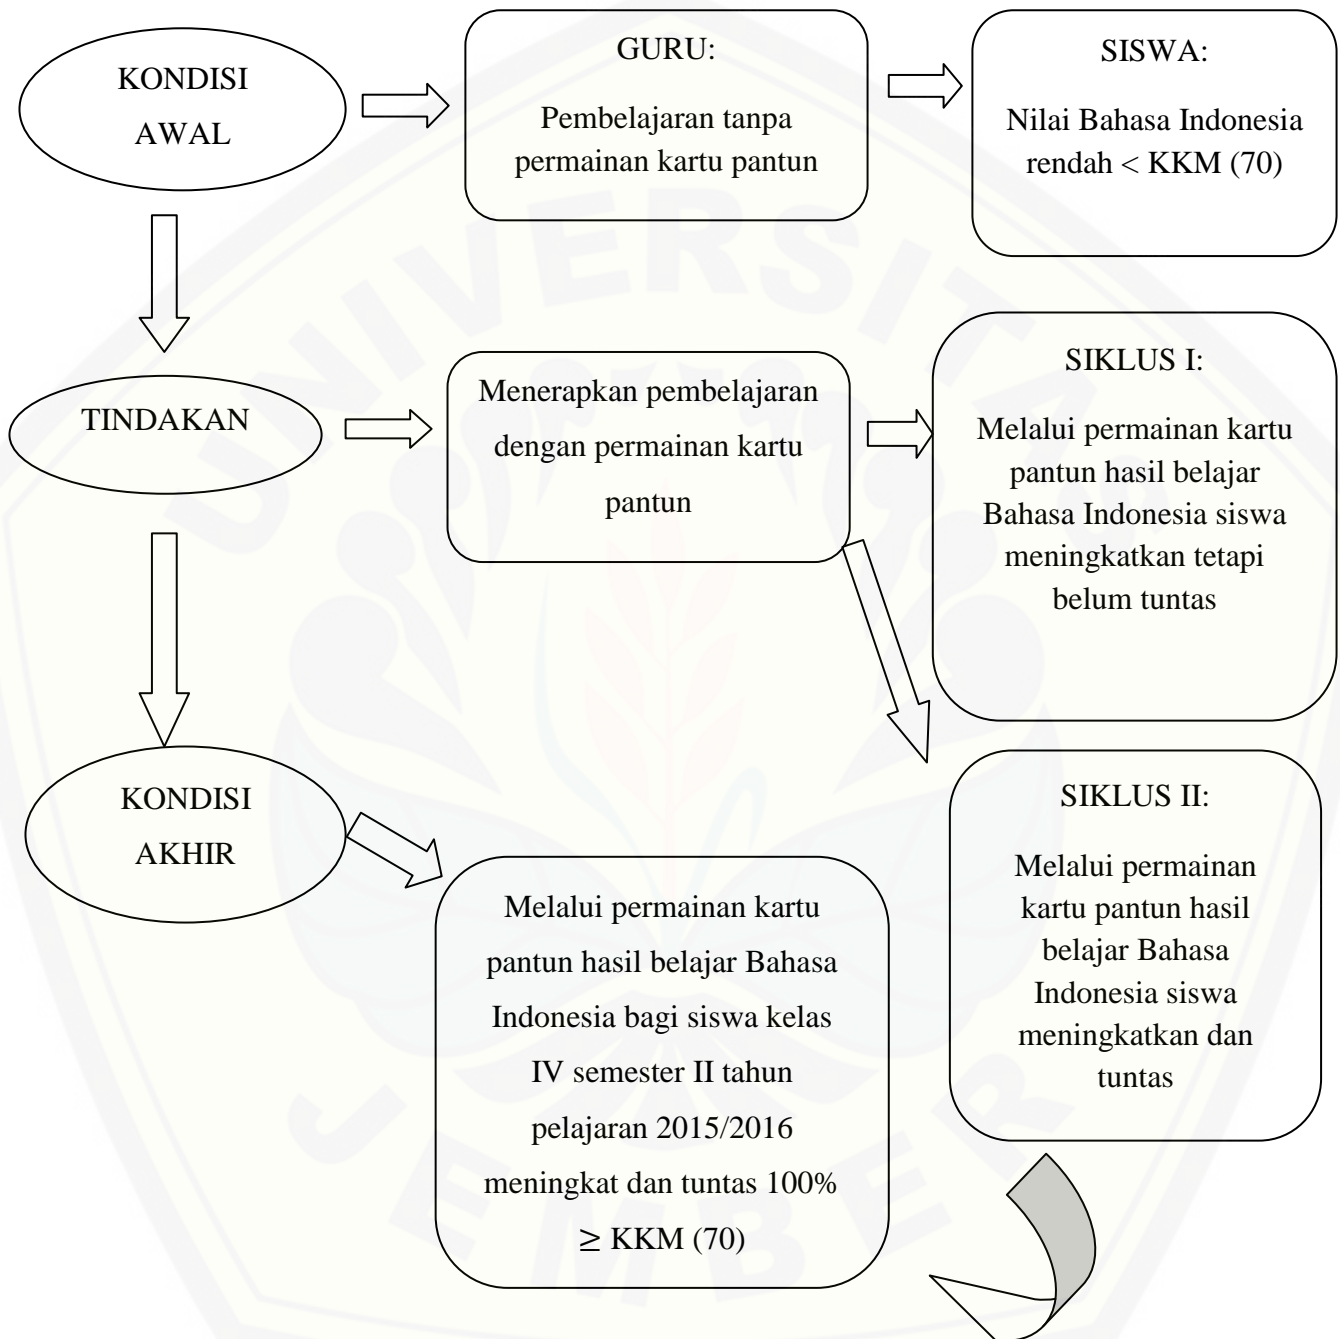 KONDISI
AWAL
GURU:
Pembelajaran tanpa
permainan kartu pantun
SISWA:
Nilai Bahasa Indonesia
rendah < KKM (70)
TINDAKAN
Menerapkan pembelajaran
dengan permainan kartu
pantun
SIKLUS I:
Melalui permainan kartu
pantun hasil belajar
Bahasa Indonesia siswa
meningkatkan tetapi
belum tuntas
KONDISI
AKHIR
Melalui permainan kartu
pantun hasil belajar Bahasa
Indonesia bagi siswa kelas
IV semester II tahun
pelajaran 2015/2016
meningkat dan tuntas 100%
≥ KKM (70)
SIKLUS II:
Melalui permainan
kartu pantun hasil
belajar Bahasa
Indonesia siswa
meningkatkan dan
tuntas
UNIVERSITAS
JEMBER